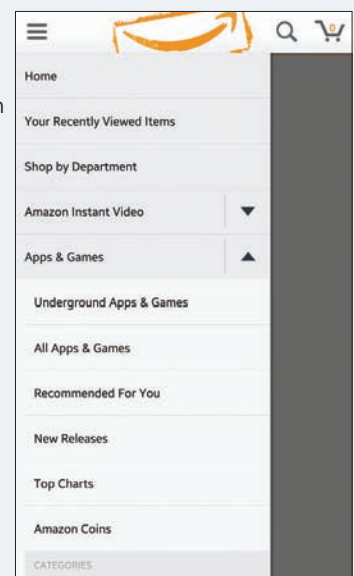 n
0
Home
Your Recently Viewed Items
Shop by Department
Amazon Instant Video
Apps & Games
Underground Apps & Games
All Apps & Games
Recommended For You
New Releases
Top Charts
Amazon Coins
CATEGORIES